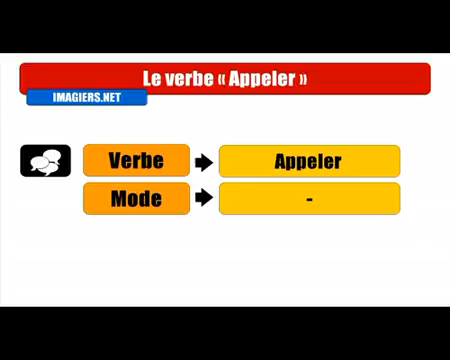 Le verbe « Appeler »
IMAGIERS.NET
Verbe Appeler
Mode -